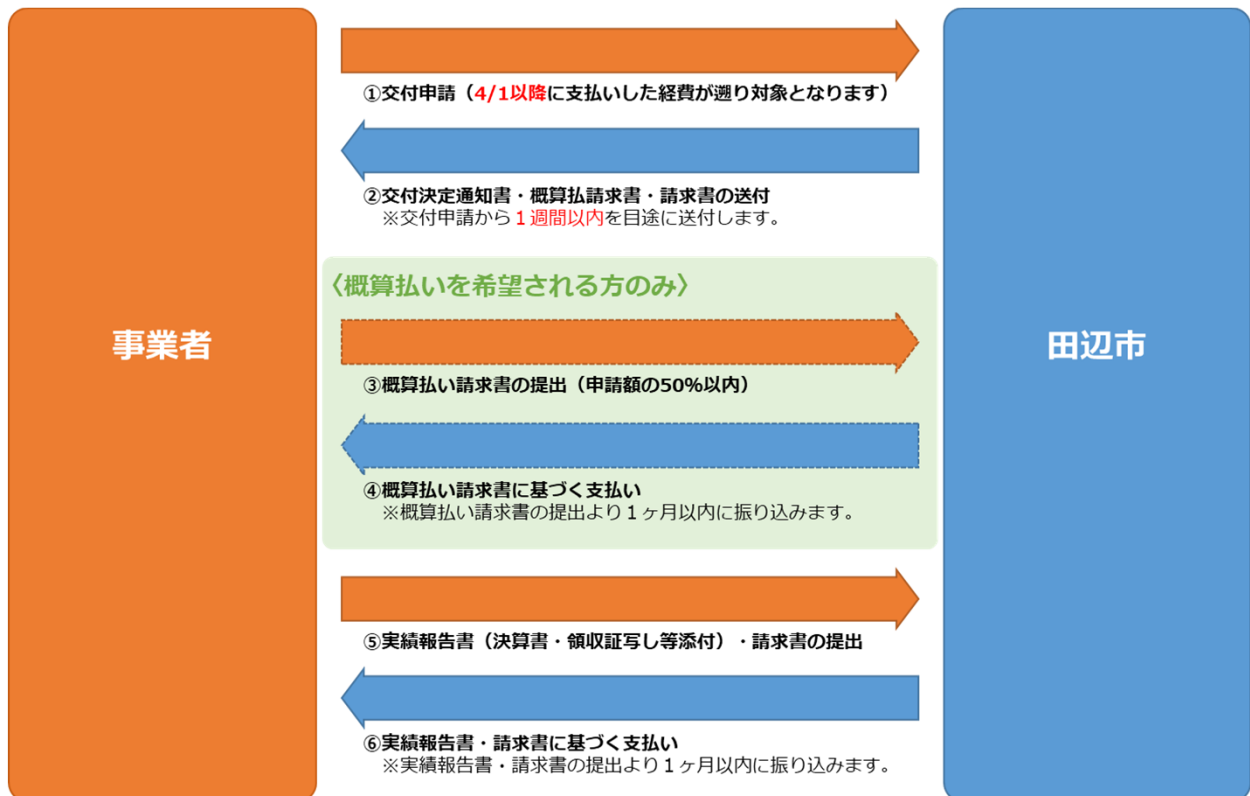 ①交付申請(4/1以降に支払いした経費が遡り対象となります)
②交付決定通知書・概算払請求書・請求書の送付
※交付申請から１週間以内を目途に送付します。
〈概算払いを希望される方のみ〉
事業者
田辺市
③概算払い請求書の提出(申請額の50%以内)
④概算払い請求書に基づく支払い
※概算払い請求書の提出より１ヶ月以内に振り込みます。
⑤実績報告書(決算書・領収証写し等添付)・請求書の提出
⑥実績報告書・請求書に基づく支払い
※実績報告書・請求書の提出より１ヶ月以内に振り込みます。